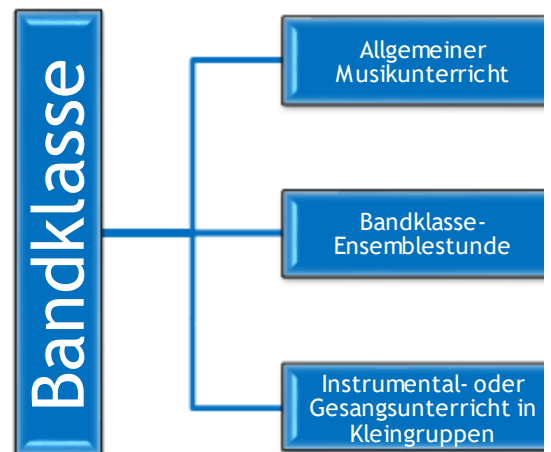 Bandklasse
Allgemeiner
Musikunterricht
Bandklasse-
Ensemblestunde
Instrumental- oder
Gesangsunterricht in
Kleingruppen